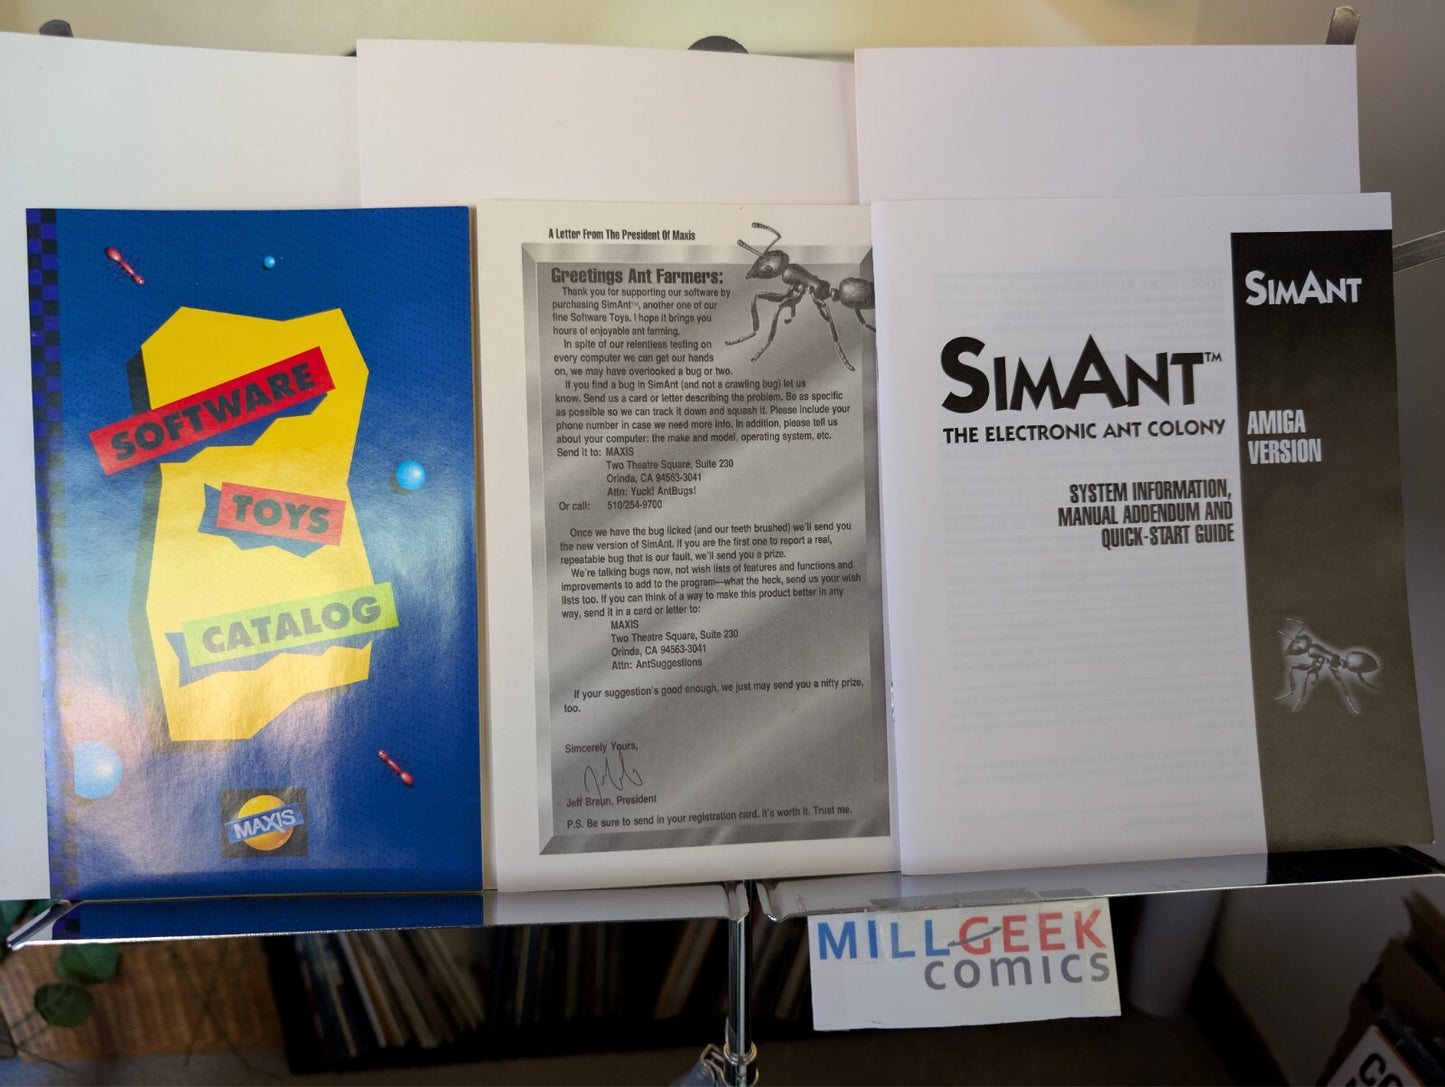 SOFTWARE
TOYS
CATALOG
MAXIS
A Letter From The President Of Maxis
Greetings Ant Farmers:
Thank you for supporting our software by
purchasing SimAnt™, another one of our
fine Software Toys. I hope it brings you
hours of enjoyable ant farming.
In spite of our relentless testing on
every computer we can get our hands
on, we may have overlooked a bug or two.
If you find a bug in SimAnt (and not a crawling bug) let us
know. Send us a card or letter describing the problem. Be as specific
as possible so we can track it down and squash it. Please include your
phone number in case we need more info. In addition, please tell us
about your computer: the make and model, operating system, etc.
Send it to: MAXIS
Two Theatre Square, Suite 230
Orinda, CA 94563-3041
Attn: Yuck! AntBugs!
Or call: 510/254-9700
Once we have the bug licked (and our teeth brushed) we'll send you
the new version of SimAnt. If you are the first one to report a real,
repeatable bug that is our fault, we'll send you a prize.
We're talking bugs now, not wish lists of features and functions and
improvements to add to the program—what the heck, send us your wish
lists too. If you can think of a way to make this product better in any
way, send it in a card or letter to:
MAXIS
Two Theatre Square, Suite 230
Orinda, CA 94563-3041
Attn: AntSuggestions
If your suggestion's good enough, we just may send you a nifty prize,
too.
Simcerely Yours,
Jeff Braun, President
P.S. Be sure to send in your registration card. It's worth it. Trust me.
SIMANT™
THE ELECTRONIC ANT COLONY
SYSTEM INFORMATION,
MANUAL ADDENDUM AND
QUICK-START GUIDE
SIMANT
AMIGA
VERSION
MILLGEEK
comics